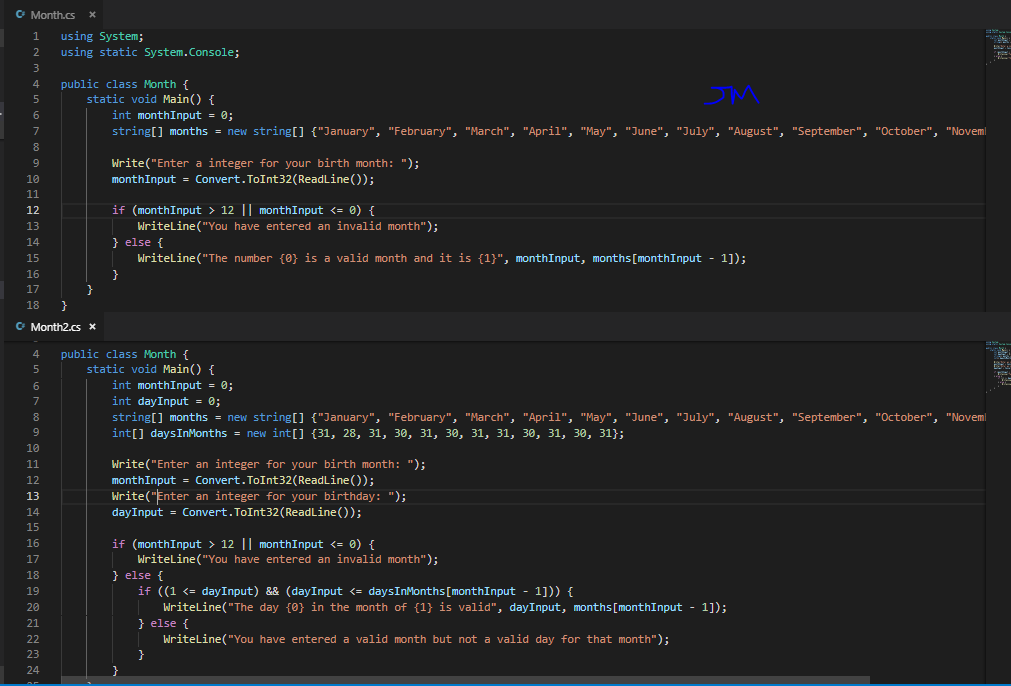 Month.cs ×
1 using System;
2 using static System.Console;
3
4 public class Month {
5 static void Main() {
6 int monthInput = 0;
7 string[] months = new string[] {"January", "February", "March", "April", "May", "June", "July", "August", "September", "October", "Novem
8
9 Write("Enter a integer for your birth month: ");
10 monthInput = Convert.ToInt32(ReadLine());
11
12 if (monthInput > 12 || monthInput <= 0) {
13 WriteLine("You have entered an invalid month");
14 } else {
15 WriteLine("The number {0} is a valid month and it is {1}", monthInput, months[monthInput - 1]);
16 }
17 }
18 }
JM
Month2.cs ×
4 public class Month {
5 static void Main() {
6 int monthInput = 0;
7 int dayInput = 0;
8 string[] months = new string[] {"January", "February", "March", "April", "May", "June", "July", "August", "September", "October", "Novem
9 int[] daysInMonths = new int[] {31, 28, 31, 30, 31, 30, 31, 31, 30, 31, 30, 31};
10
11 Write("Enter an integer for your birth month: ");
12 monthInput = Convert.ToInt32(ReadLine());
13 Write("Enter an integer for your birthday: ");
14 dayInput = Convert.ToInt32(ReadLine());
15
16 if (monthInput > 12 || monthInput <= 0) {
17 WriteLine("You have entered an invalid month");
18 } else {
19 if ((1 <= dayInput) && (dayInput <= daysInMonths[monthInput - 1])) {
20 WriteLine("The day {0} in the month of {1} is valid", dayInput, months[monthInput - 1]);
21 } else {
22 WriteLine("You have entered a valid month but not a valid day for that month");
23 }
24 }